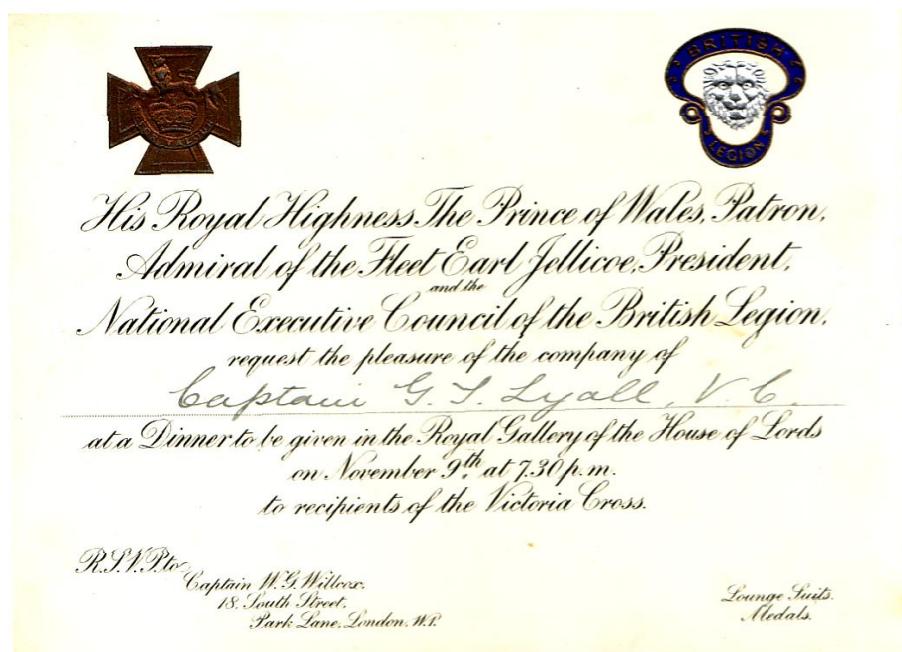 BRITISH
LEGION
His Royal Highness The Prince of Wales, Patron,
Admiral of the Fleet Earl Jellicoe, President,
and the
National Executive Council of the British Legion,
request the pleasure of the company of
Captain G. T. Lyall, V. C.
at a Dinner to be given in the Royal Gallery of the House of Lords
on November 9th. at 7.30 p.m.
to recipients of the Victoria Cross.
R.S.V.P. to
Captain W.G. Willcox.
18. South Street.
Park Lane. London. W.1.
Lounge Suits.
Medals.